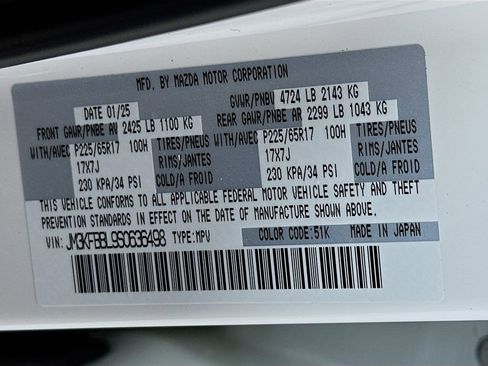 MFD. BY MAZDA MOTOR CORPORATION
DATE 01/25 GVWR/PNBV 4724 LB 2143 KG
FRONT GAWR/PNBE AV 2425 LB 1100 KG REAR GAWR/PNBE AR 2299 LB 1043 KG
WITH/AVEC P225/65R17 100H TIRES/PNEUS WITH/AVEC P225/65R17 100H TIRES/PNEUS
17X7J RIMS/JANTES 17X7J RIMS/JANTES
230 KPA/34 PSI COLD/A FROID 230 KPA/34 PSI COLD/A FROID
THIS VEHICLE CONFORMS TO ALL APPLICABLE FEDERAL MOTOR VEHICLE SAFETY AND THEFT
PREVENTION STANDARDS IN EFFECT ON THE DATE OF MANUFACTURE SHOWN ABOVE.
VIN: JM3KFBBL9S0636498 TYPE:MPV COLOR CODE:51K MADE IN JAPAN